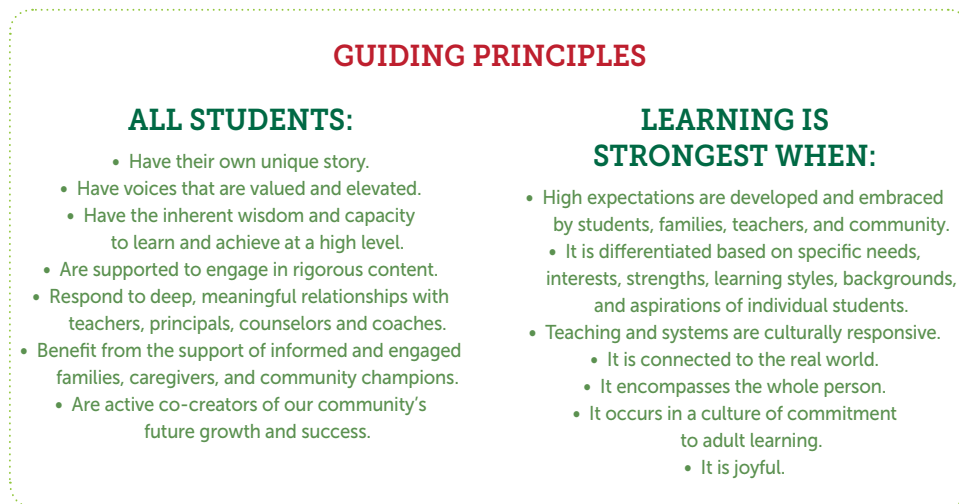 GUIDING PRINCIPLES
ALL STUDENTS:
• Have their own unique story.
• Have voices that are valued and elevated.
• Have the inherent wisdom and capacity
to learn and achieve at a high level.
• Are supported to engage in rigorous content.
• Respond to deep, meaningful relationships with
teachers, principals, counselors and coaches.
• Benefit from the support of informed and engaged
families, caregivers, and community champions.
• Are active co-creators of our community's
future growth and success.
LEARNING IS
STRONGEST WHEN:
• High expectations are developed and embraced
by students, families, teachers, and community.
• It is differentiated based on specific needs,
interests, strengths, learning styles, backgrounds,
and aspirations of individual students.
• Teaching and systems are culturally responsive.
• It is connected to the real world.
• It encompasses the whole person.
• It occurs in a culture of commitment
to adult learning.
• It is joyful.